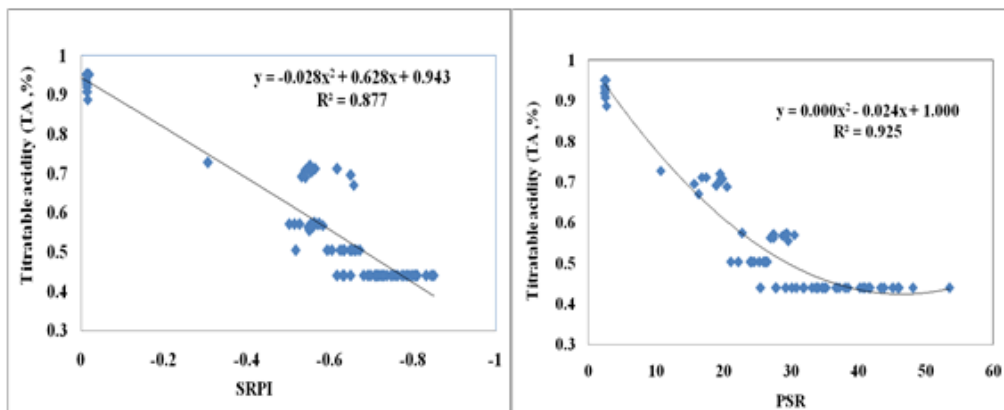 1
0.9
0.8
0.7
0.6
0.5
0.4
0.3
Titratable acidity (TA ,%)
y = -0.028x² + 0.628x + 0.943
R² = 0.877
0 -0.2 -0.4 -0.6 -0.8 -1
SRPI
1
0.9
0.8
0.7
0.6
0.5
0.4
0.3
Titratable acidity (TA ,%)
y = 0.000x² - 0.024x + 1.000
R² = 0.925
0 10 20 30 40 50 60
PSR